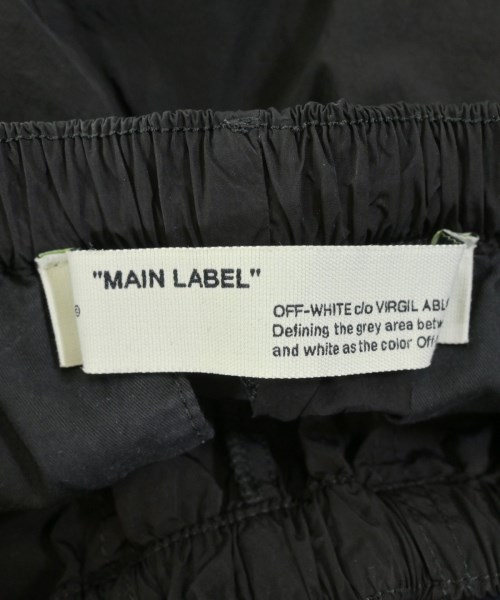 "MAIN LABEL"
®
OFF-WHITE c/o VIRGIL ABL
Defining the grey area betw
and white as the color Off